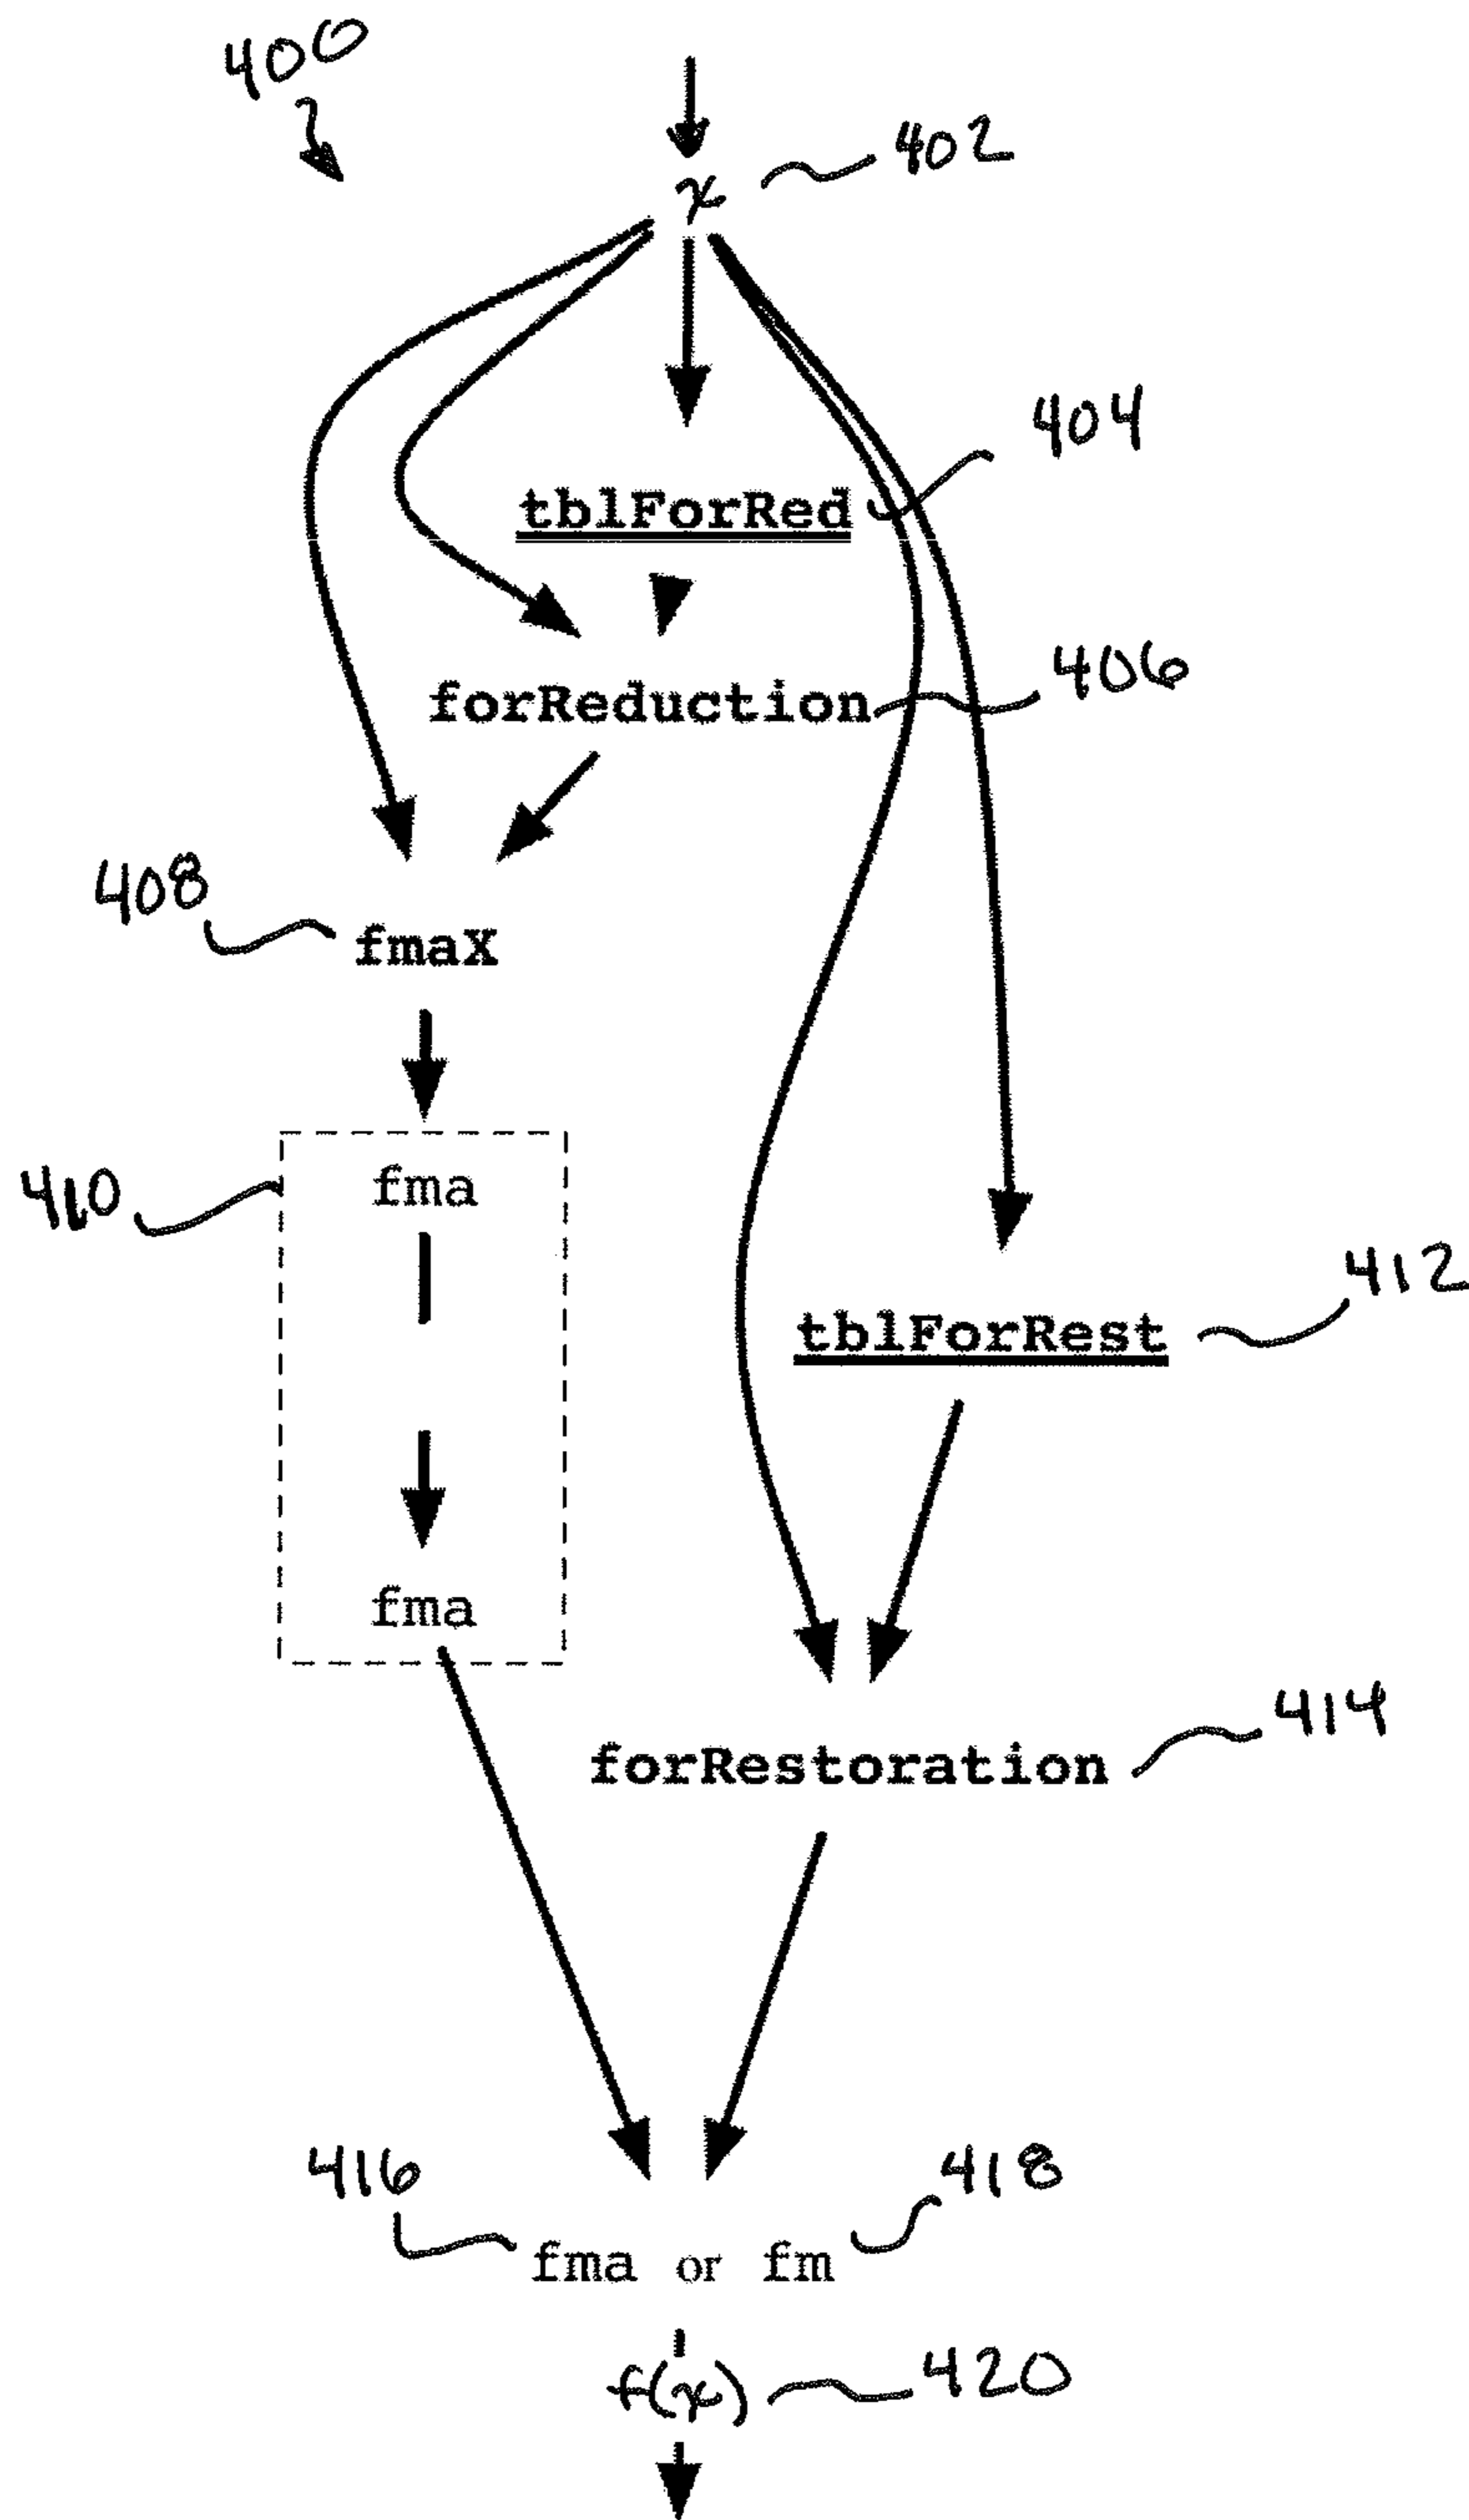 400
402
x
404
tblForRed
406
forReduction
408
fmaX
410
fma
412
tblForRest
fma
414
forRestoration
416
418
fma or fm
f(x)
420